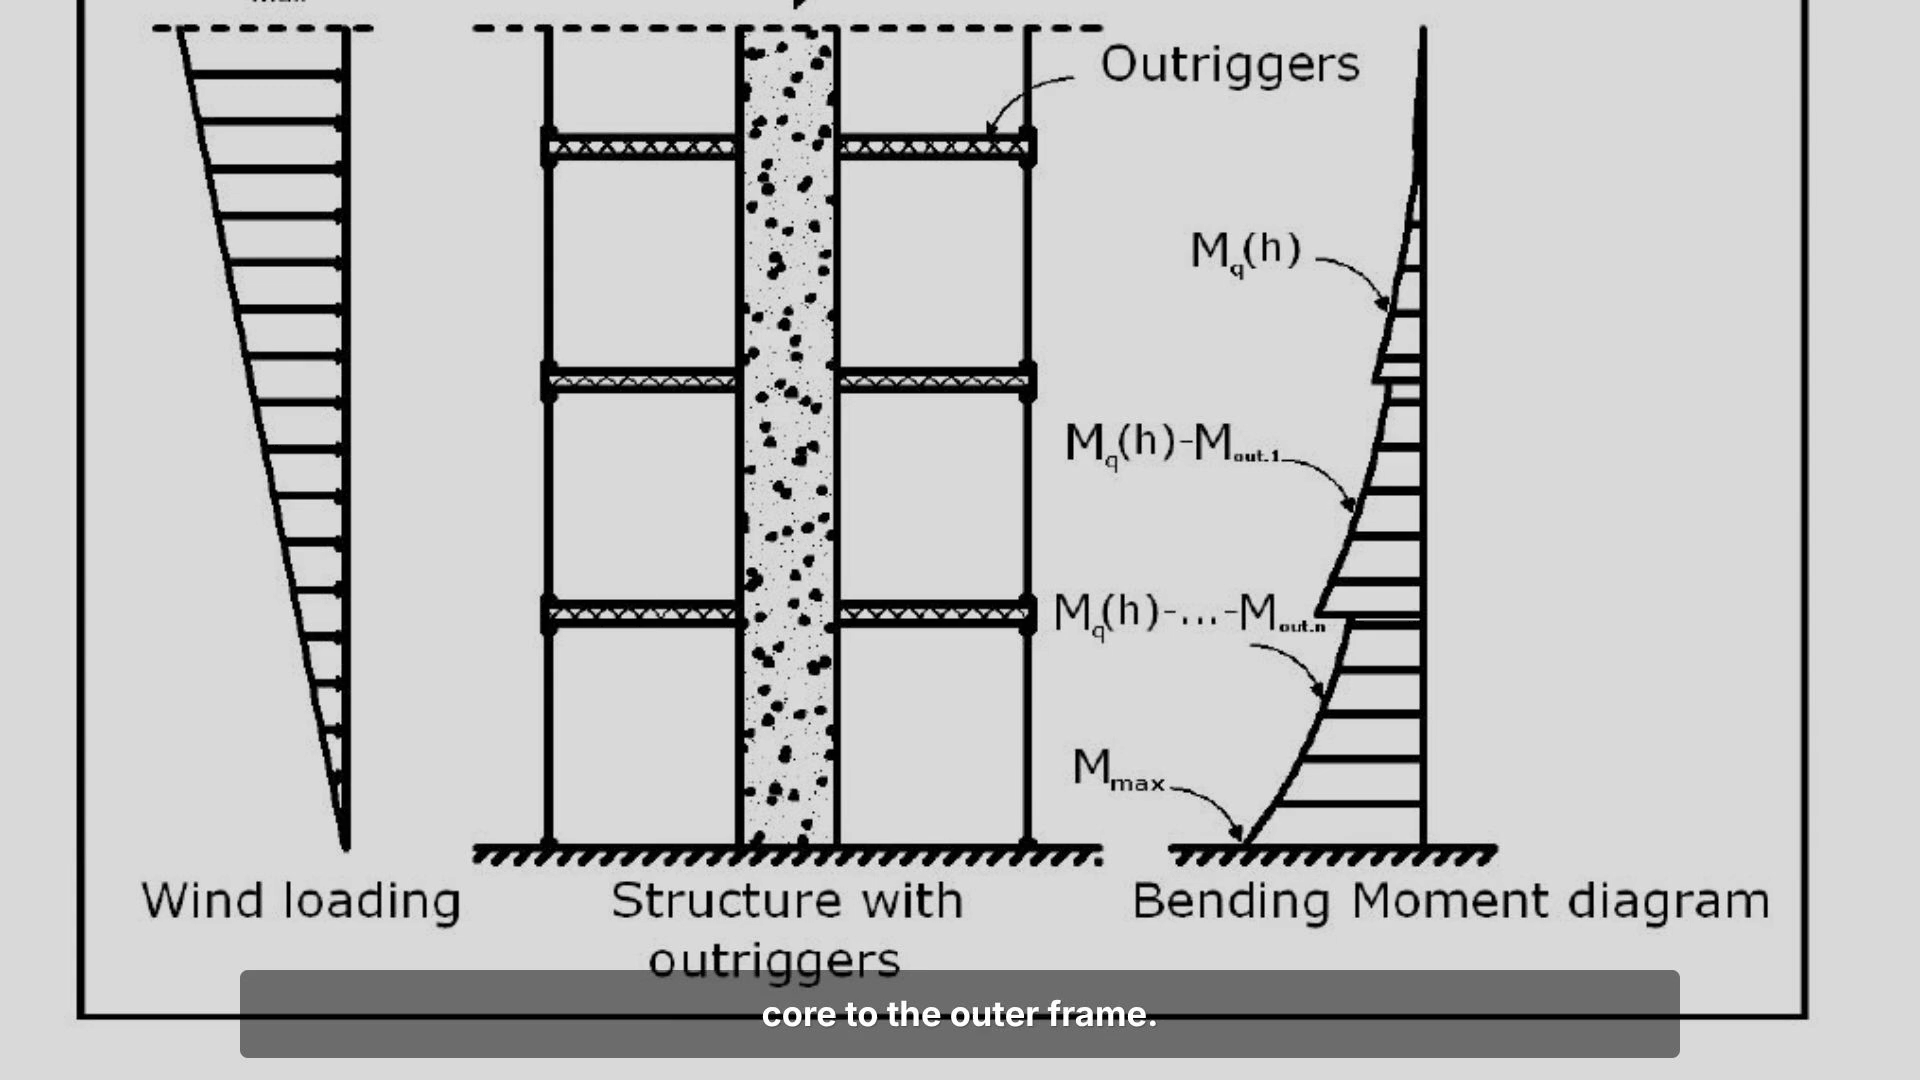 Outriggers
Mq(h)
Mq(h)-Mout.1
Mq(h)-...-Mout.n
Mmax
Wind loading
Structure with
outriggers
Bending Moment diagram
core to the outer frame.